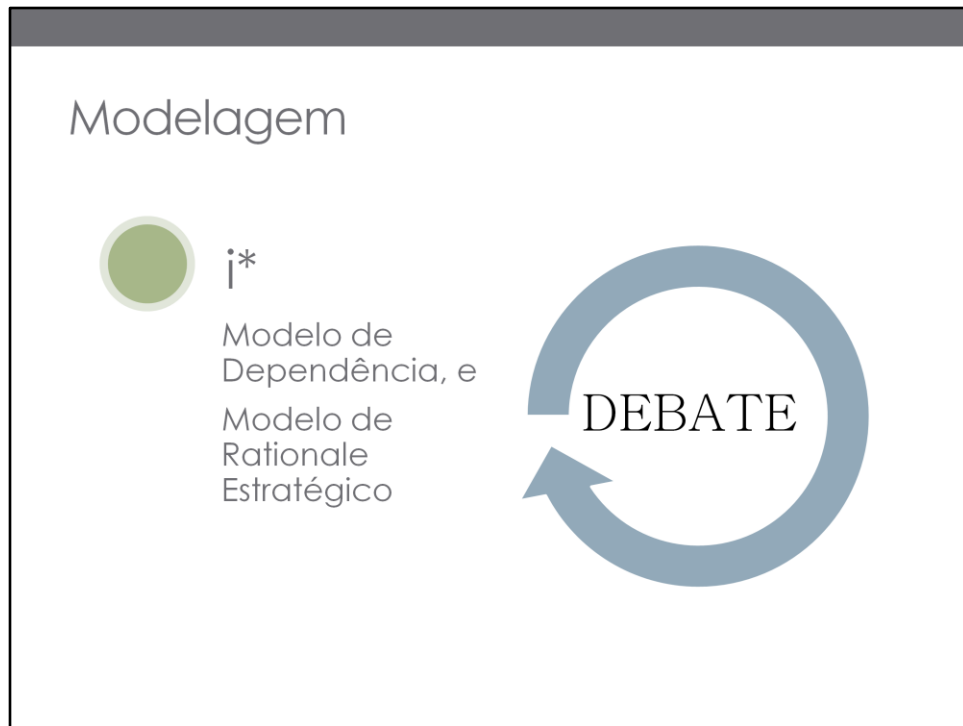 Modelagem
i*
Modelo de
Dependência, e
Modelo de
Rationale
Estratégico
DEBATE